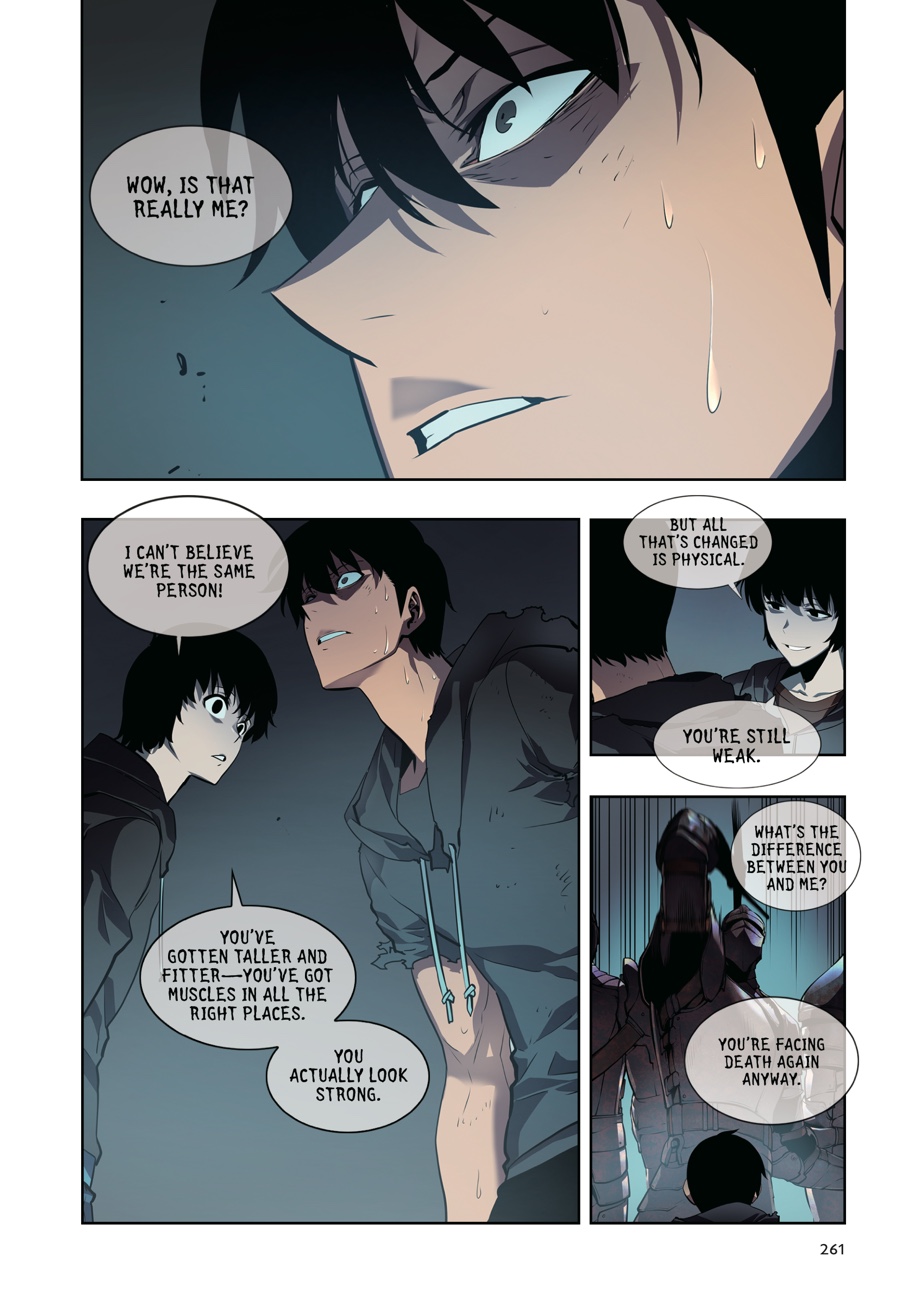 WOW, IS THAT
REALLY ME?
I CAN'T BELIEVE
WE'RE THE SAME
PERSON!
YOU'VE
GOTTEN TALLER AND
FITTER—YOU'VE GOT
MUSCLES IN ALL THE
RIGHT PLACES.
YOU
ACTUALLY LOOK
STRONG.
BUT ALL
THAT'S CHANGED
IS PHYSICAL.
YOU'RE STILL
WEAK.
WHAT'S THE
DIFFERENCE
BETWEEN YOU
AND ME?
YOU'RE FACING
DEATH AGAIN
ANYWAY.
261